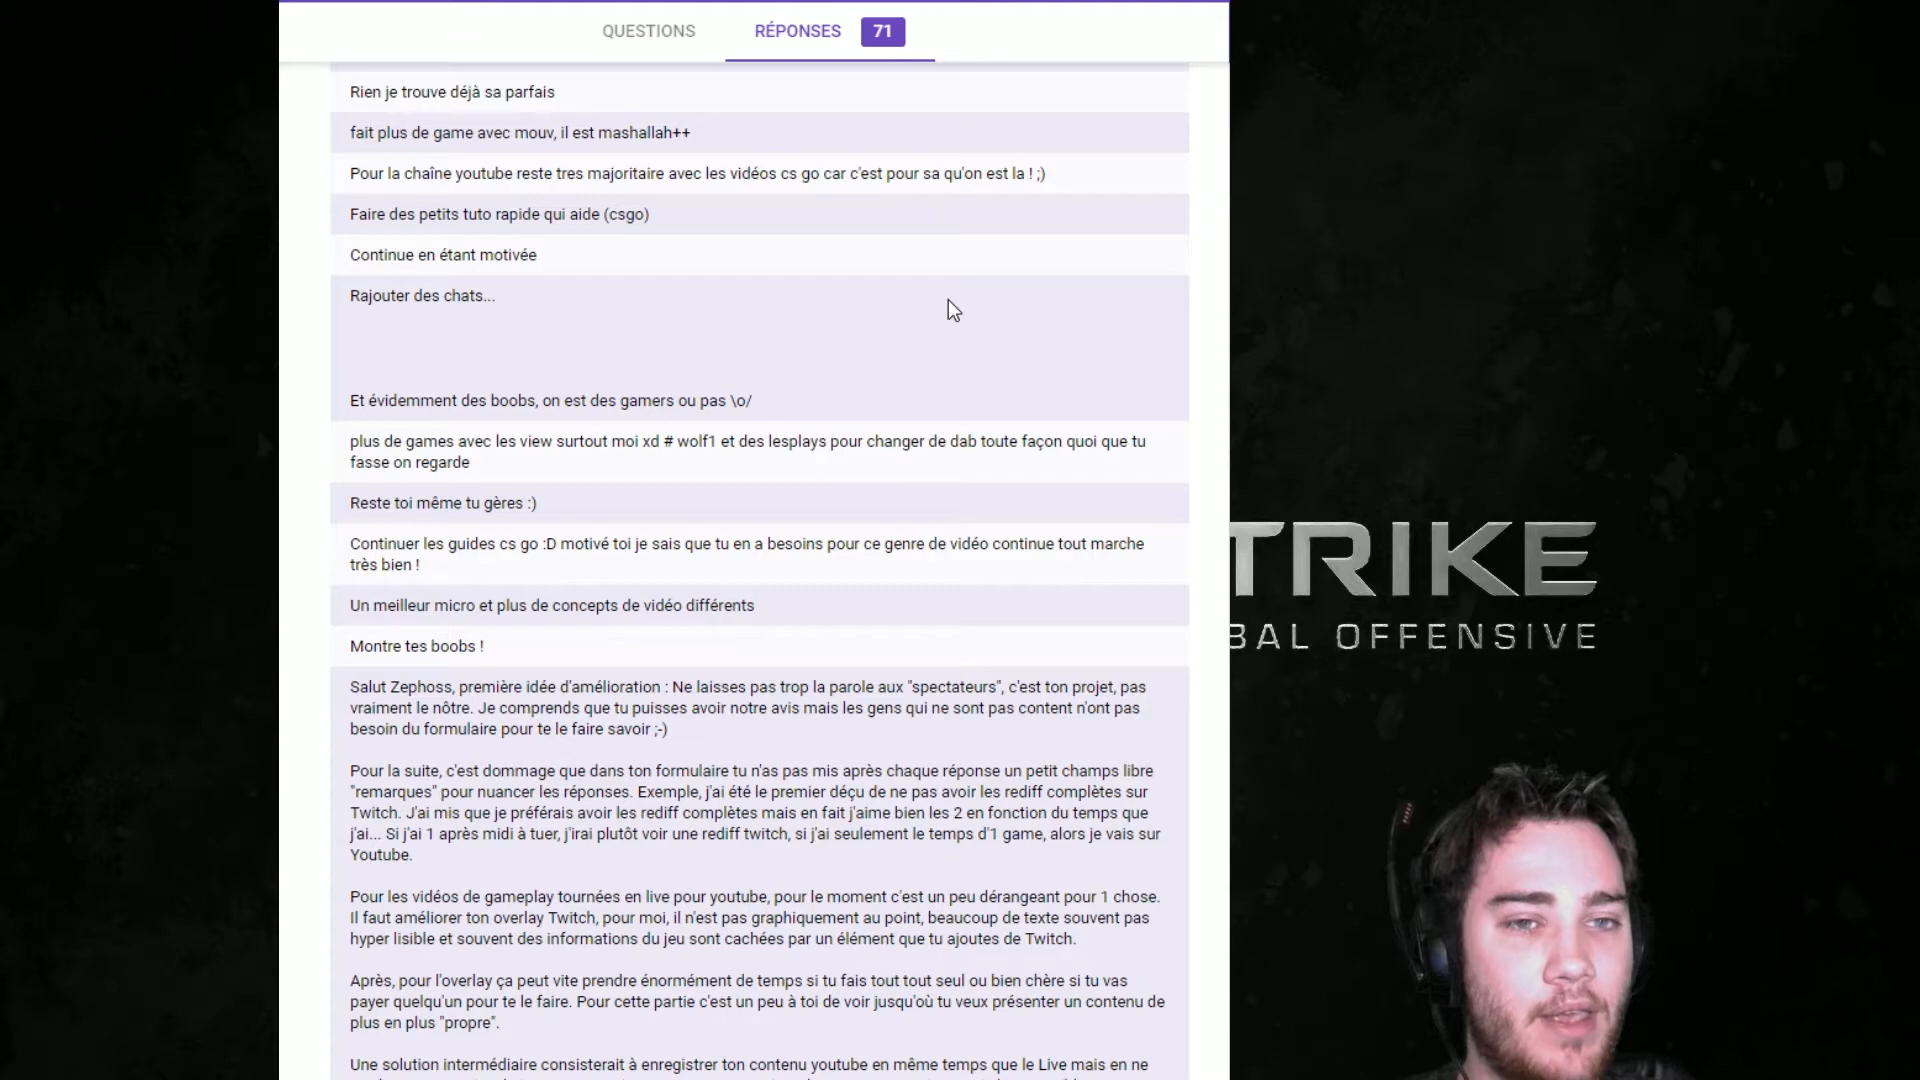 QUESTIONS
RÉPONSES
71
Rien je trouve déjà sa parfais
fait plus de game avec mouv, il est mashallah++
Pour la chaîne youtube reste tres majoritaire avec les vidéos cs go car c'est pour sa qu'on est la ! ;)
Faire des petits tuto rapide qui aide (csgo)
Continue en étant motivée
Rajouter des chats...
Et évidemment des boobs, on est des gamers ou pas \o/
plus de games avec les view surtout moi xd # wolf1 et des lesplays pour changer de dab toute façon quoi que tu
fasse on regarde
Reste toi même tu gères :)
Continuer les guides cs go :D motivé toi je sais que tu en a besoins pour ce genre de vidéo continue tout marche
très bien !
Un meilleur micro et plus de concepts de vidéo différents
Montre tes boobs !
Salut Zephoss, première idée d'amélioration : Ne laisses pas trop la parole aux "spectateurs", c'est ton projet, pas
vraiment le nôtre. Je comprends que tu puisses avoir notre avis mais les gens qui ne sont pas content n'ont pas
besoin du formulaire pour te le faire savoir ;-)
Pour la suite, c'est dommage que dans ton formulaire tu n'as pas mis après chaque réponse un petit champs libre
"remarques" pour nuancer les réponses. Exemple, j'ai été le premier déçu de ne pas avoir les rediff complètes sur
Twitch. J'ai mis que je préférais avoir les rediff complètes mais en fait j'aime bien les 2 en fonction du temps que
j'ai... Si j'ai 1 après midi à tuer, j'irai plutôt voir une rediff twitch, si j'ai seulement le temps d'1 game, alors je vais sur
Youtube.
Pour les vidéos de gameplay tournées en live pour youtube, pour le moment c'est un peu dérangeant pour 1 chose.
Il faut améliorer ton overlay Twitch, pour moi, il n'est pas graphiquement au point, beaucoup de texte souvent pas
hyper lisible et souvent des informations du jeu sont cachées par un élément que tu ajoutes de Twitch.
Après, pour l'overlay ça peut vite prendre énormément de temps si tu fais tout tout seul ou bien chère si tu vas
payer quelqu'un pour te le faire. Pour cette partie c'est un peu à toi de voir jusqu'où tu veux présenter un contenu de
plus en plus "propre".
Une solution intermédiaire consisterait à enregistrer ton contenu youtube en même temps que le Live mais en ne
TRIKE
BAL OFFENSIVE